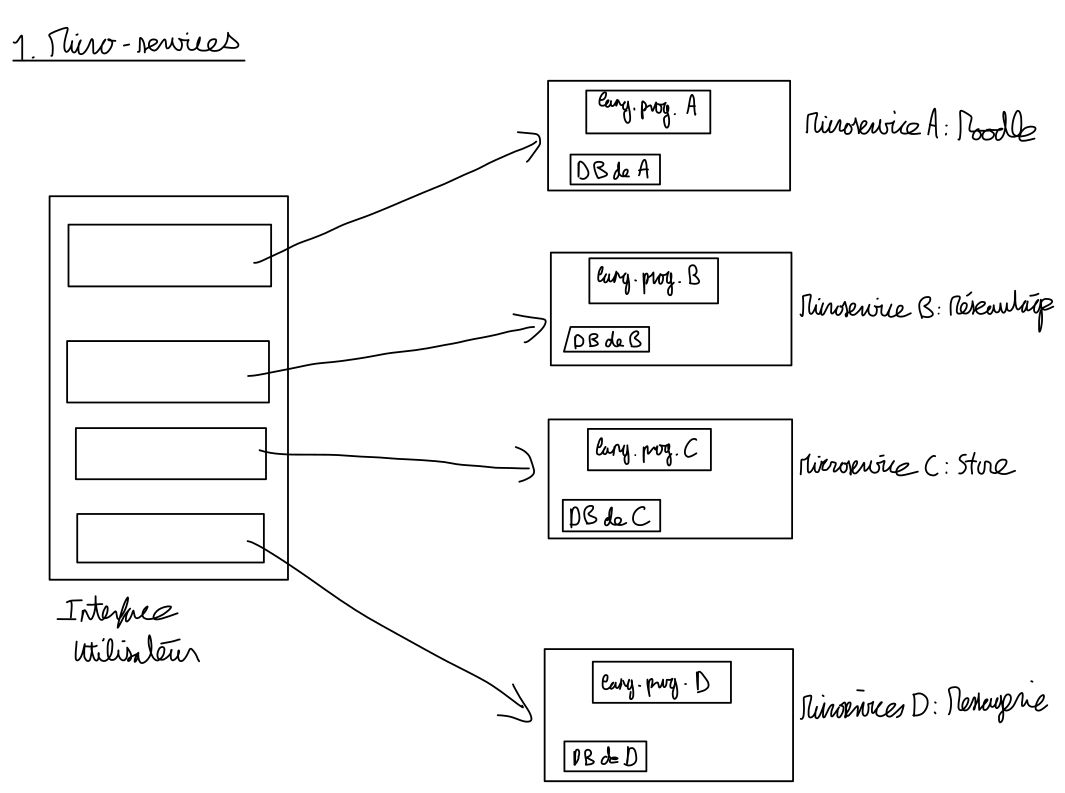 1. Micro-services
lang. prog. A
DB de A
Microservice A: Moodle
lang. prog. B
DB de B
Microservice B: Réseautage
lang. prog. C
DB de C
Microservice C: Store
Interface
Utilisateur
lang. prog. D
DB de D
Microservices D: Messagerie